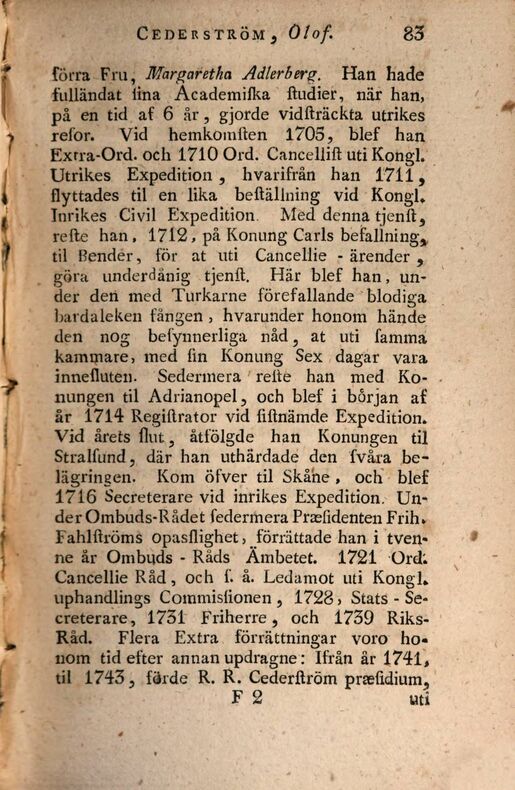 CEDERSTRÖM, Olof. 83
förra Fru, Margaretha Adlerberg. Han hade
fulländat ſina Academiſka ſtudier, när han,
på en tid af 6 år, gjorde vidſträckta utrikes
reſor. Vid hemkomſten 1705, blef han
Extra-Ord. och 1710 Ord. Cancelliſt uti Kongl.
Utrikes Expedition, hvarifrån han 1711,
flyttades til en lika beſtällning vid Kongl.
Inrikes Civil Expedition. Med denna tjenſt,
reſte han, 1712, på Konung Carls befallning,
til Bender, för at uti Cancellie-ärender,
göra underdånig tjenſt. Här blef han, un-
der den med Turkarne förefallande blodiga
bardaleken fången, hvarunder honom hände
den nog beſynnerliga nåd, at uti ſamma
kammare, med ſin Konung Sex dagar vara
inneſluten. Sedermera reſte han med Ko-
nungen til Adrianopel, och blef i början af
år 1714 Regiſtrator vid ſiſtnämde Expedition.
Vid årets ſlut, åtfölgde han Konungen til
Stralſund, där han uthärdade den ſvåra be-
lägringen. Kom öfver til Skåne, och blef
1716 Secreterare vid inrikes Expedition. Un-
der Ombuds-Rådet ſedermera Præſidenten Frih.
Fahlſtröms opasſlighet, förrättade han i tven-
ne år Ombuds-Råds Ämbetet. 1721 Ord.
Cancellie Råd, och ſ. å. Ledamot uti Kongl.
uphandlings Commisſionen, 1728, Stats-Se-
creterare, 1731 Friherre, och 1739 Riks-
Råd. Flera Extra förrättningar voro ho-
nom tid efter annan updragne: Ifrån år 1741,
til 1743, förde R. R. Cederſtröm præſidium,
F 2 uti